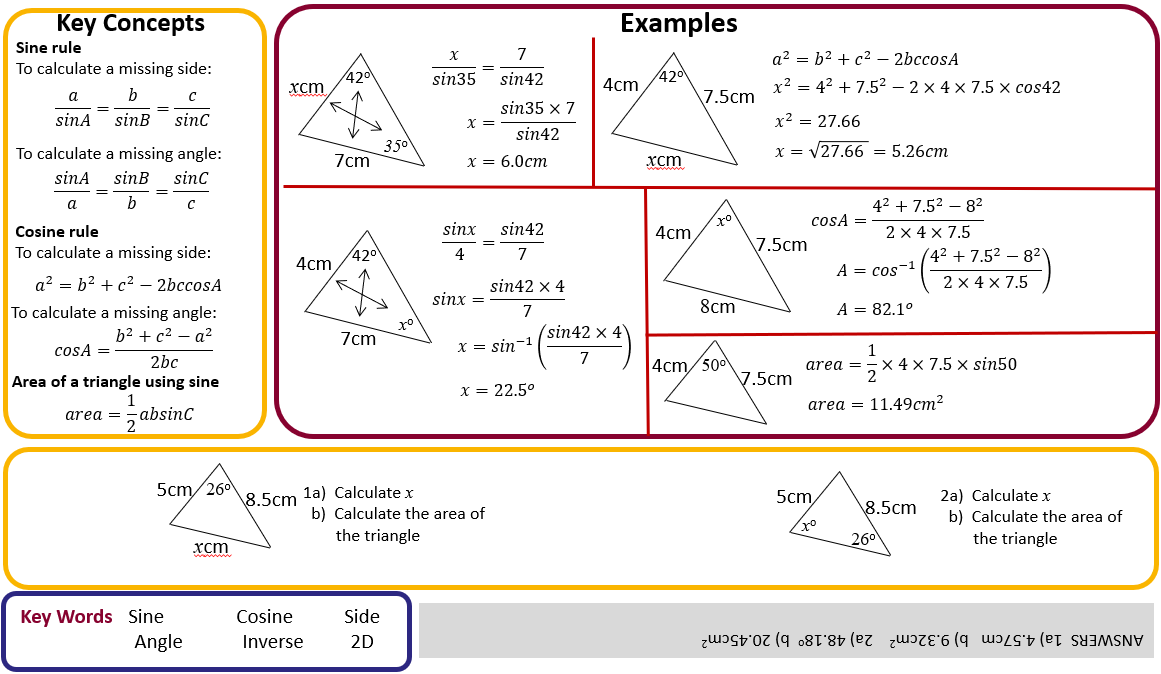 Key Concepts
Sine rule
To calculate a missing side:
a/sinA = b/sinB = c/sinC
To calculate a missing angle:
sinA/a = sinB/b = sinC/c
Cosine rule
To calculate a missing side:
a² = b² + c² − 2bccosA
To calculate a missing angle:
cosA = (b² + c² − a²)/2bc
Area of a triangle using sine
area = 1/2 absinC
Examples
42°
xcm
35°
7cm
x/sin35 = 7/sin42
x = (sin35 × 7)/sin42
x = 6.0cm
4cm
42°
7.5cm
xcm
a² = b² + c² − 2bccosA
x² = 4² + 7.5² − 2 × 4 × 7.5 × cos42
x² = 27.66
x = √27.66 = 5.26cm
4cm
42°
x°
7cm
sinx/4 = sin42/7
sinx = (sin42 × 4)/7
x = sin⁻¹((sin42 × 4)/7)
x = 22.5°
4cm
x°
7.5cm
8cm
cosA = (4² + 7.5² − 8²)/(2 × 4 × 7.5)
A = cos⁻¹((4² + 7.5² − 8²)/(2 × 4 × 7.5))
A = 82.1°
4cm
50°
7.5cm
area = 1/2 × 4 × 7.5 × sin50
area = 11.49cm²
5cm
26°
8.5cm
xcm
1a) Calculate x
b) Calculate the area of
the triangle
5cm
8.5cm
x°
26°
2a) Calculate x
b) Calculate the area of
the triangle
Key Words Sine Cosine Side
Angle Inverse 2D
ANSWERS 1a) 4.57cm b) 9.32cm² 2a) 48.18° b) 20.45cm²